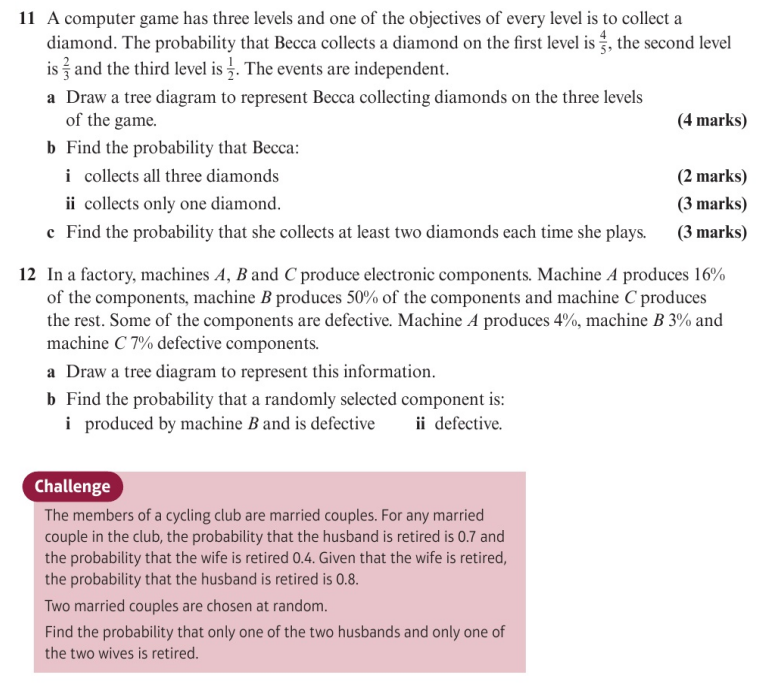 11 A computer game has three levels and one of the objectives of every level is to collect a
diamond. The probability that Becca collects a diamond on the first level is 4/5, the second level
is 2/3 and the third level is 1/2. The events are independent.
a Draw a tree diagram to represent Becca collecting diamonds on the three levels
of the game. (4 marks)
b Find the probability that Becca:
i collects all three diamonds (2 marks)
ii collects only one diamond. (3 marks)
c Find the probability that she collects at least two diamonds each time she plays. (3 marks)
12 In a factory, machines A, B and C produce electronic components. Machine A produces 16%
of the components, machine B produces 50% of the components and machine C produces
the rest. Some of the components are defective. Machine A produces 4%, machine B 3% and
machine C 7% defective components.
a Draw a tree diagram to represent this information.
b Find the probability that a randomly selected component is:
i produced by machine B and is defective ii defective.
Challenge
The members of a cycling club are married couples. For any married
couple in the club, the probability that the husband is retired is 0.7 and
the probability that the wife is retired 0.4. Given that the wife is retired,
the probability that the husband is retired is 0.8.
Two married couples are chosen at random.
Find the probability that only one of the two husbands and only one of
the two wives is retired.